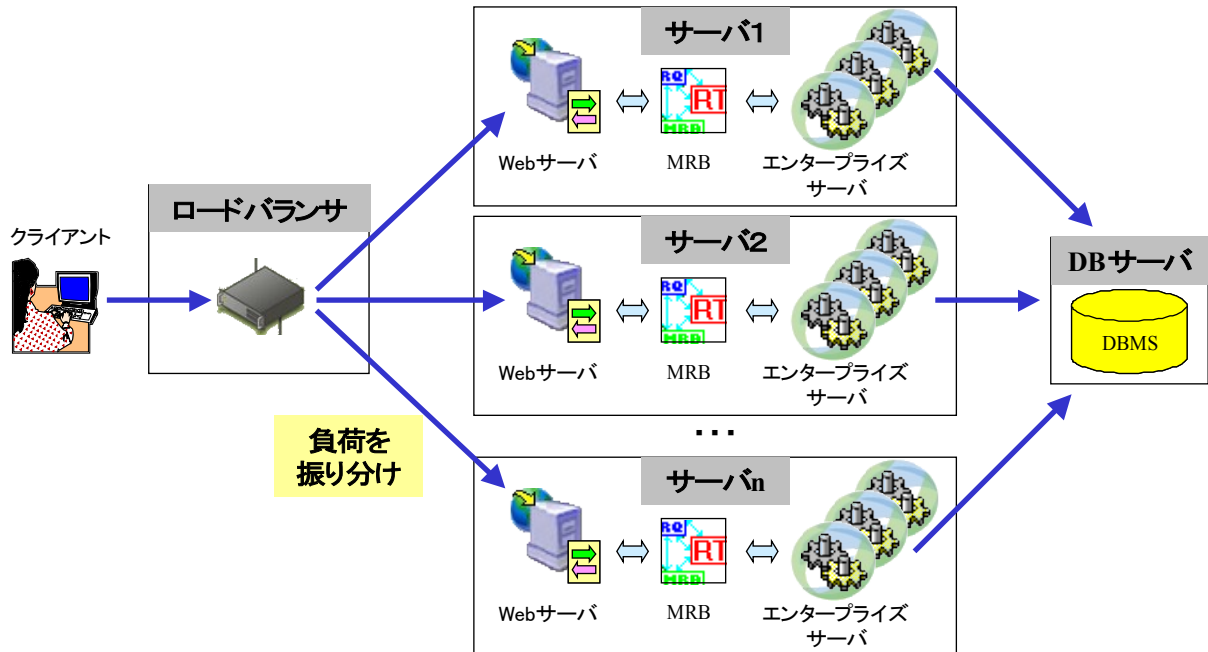 サーバ1
RQ
RT
MRB
Webサーバ
MRB
エンタープライズ
サーバ
ロードバランサ
クライアント
サーバ2
RQ
RT
MRB
Webサーバ
MRB
エンタープライズ
サーバ
DBサーバ
DBMS
・・・
負荷を
振り分け
サーバn
RQ
RT
MRB
Webサーバ
MRB
エンタープライズ
サーバ